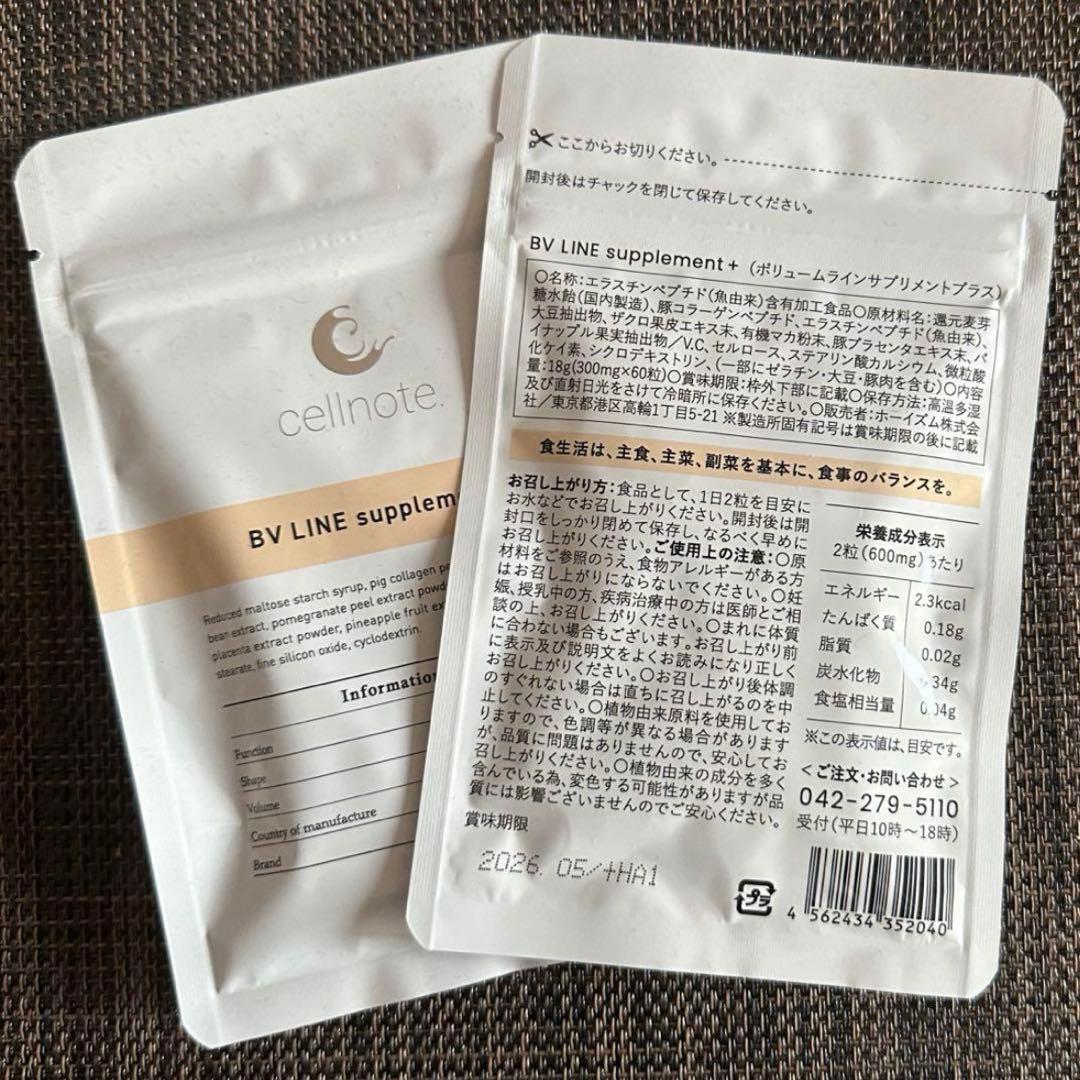 cellnote.
BV LINE supplem
Reduced maltose starch syrup, pig collagen pe
bean extract, pomegranate peel extract powd
placenta extract powder, pineapple fruit ex
stearate, fine silicon oxide, cyclodextrin.
Informatio
Function
Shape
Volume
Country of manufacture
Brand
ここからお切りください。
開封後はチャックを閉じて保存してください。
BV LINE supplement+（ボリュームラインサプリメントプラス）
〇名称：エラスチンペプチド（魚由来）含有加工食品〇原材料名：還元麦芽
糖水飴（国内製造）、豚コラーゲンペプチド、エラスチンペプチド（魚由来）、
大豆抽出物、ザクロ果皮エキス末、有機マカ粉末、豚プラセンタエキス末、パ
イナップル果実抽出物／V.C、セルロース、ステアリン酸カルシウム、微粒酸
化ケイ素、シクロデキストリン、（一部にゼラチン・大豆・豚肉を含む）〇内容
量：18g(300mg×60粒)〇賞味期限：枠外下部に記載〇保存方法：高温多湿
及び直射日光をさけて冷暗所に保存ください。〇販売者：ホーイズム株式会
社／東京都港区高輪1丁目5-21 ※製造所固有記号は賞味期限の後に記載
食生活は、主食、主菜、副菜を基本に、食事のバランスを。
お召し上がり方：食品として、1日2粒を目安に
お水などでお召し上がりください。開封後は開
封口をしっかり閉めて保存し、なるべく早めに
お召し上がりください。ご使用上の注意：〇原
材料をご参照のうえ、食物アレルギーがある方
はお召し上がりにならないでください。〇妊
娠、授乳中の方、疾病治療中の方は医師とご相
談の上、お召し上がりください。〇まれに体質
に合わない場合もございます。お召し上がり前
に表示及び説明文をよくお読みになり正しく
お召し上がりください。〇お召し上がり後体調
のすぐれない場合は直ちに召し上がるのを中
止してください。〇植物由来原料を使用してお
りますので、色調等が異なる場合があります
が、品質に問題はありませんので、安心してお
召し上がりください。〇植物由来の成分を多く
含んでいる為、変色する可能性がありますが品
質には影響ございませんのでご安心ください。
賞味期限
2026. 05/+HA1
栄養成分表示
2粒（600mg）あたり
エネルギー 2.3kcal
たんぱく質 0.18g
脂質 0.02g
炭水化物 34g
食塩相当量 04g
※この表示値は、目安です。
＜ご注文・お問い合わせ＞
042-279-5110
受付（平日10時～18時）
プラ
4 562434 352040